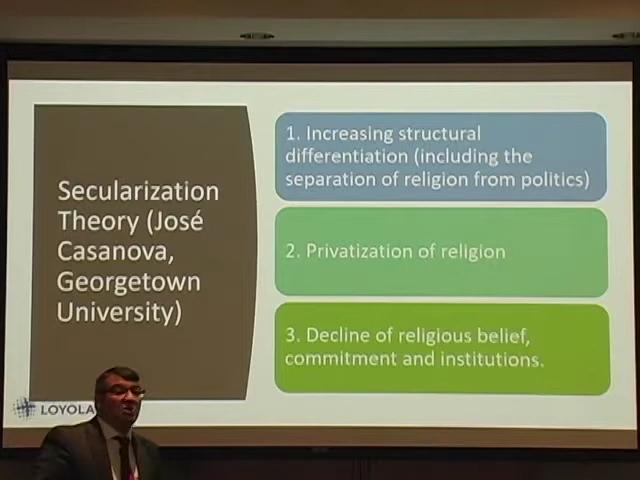 Secularization
Theory (José
Casanova,
Georgetown
University)
1. Increasing structural
differentiation (including the
separation of religion from politics)
2. Privatization of religion
3. Decline of religious belief,
commitment and institutions.
LOYOLA